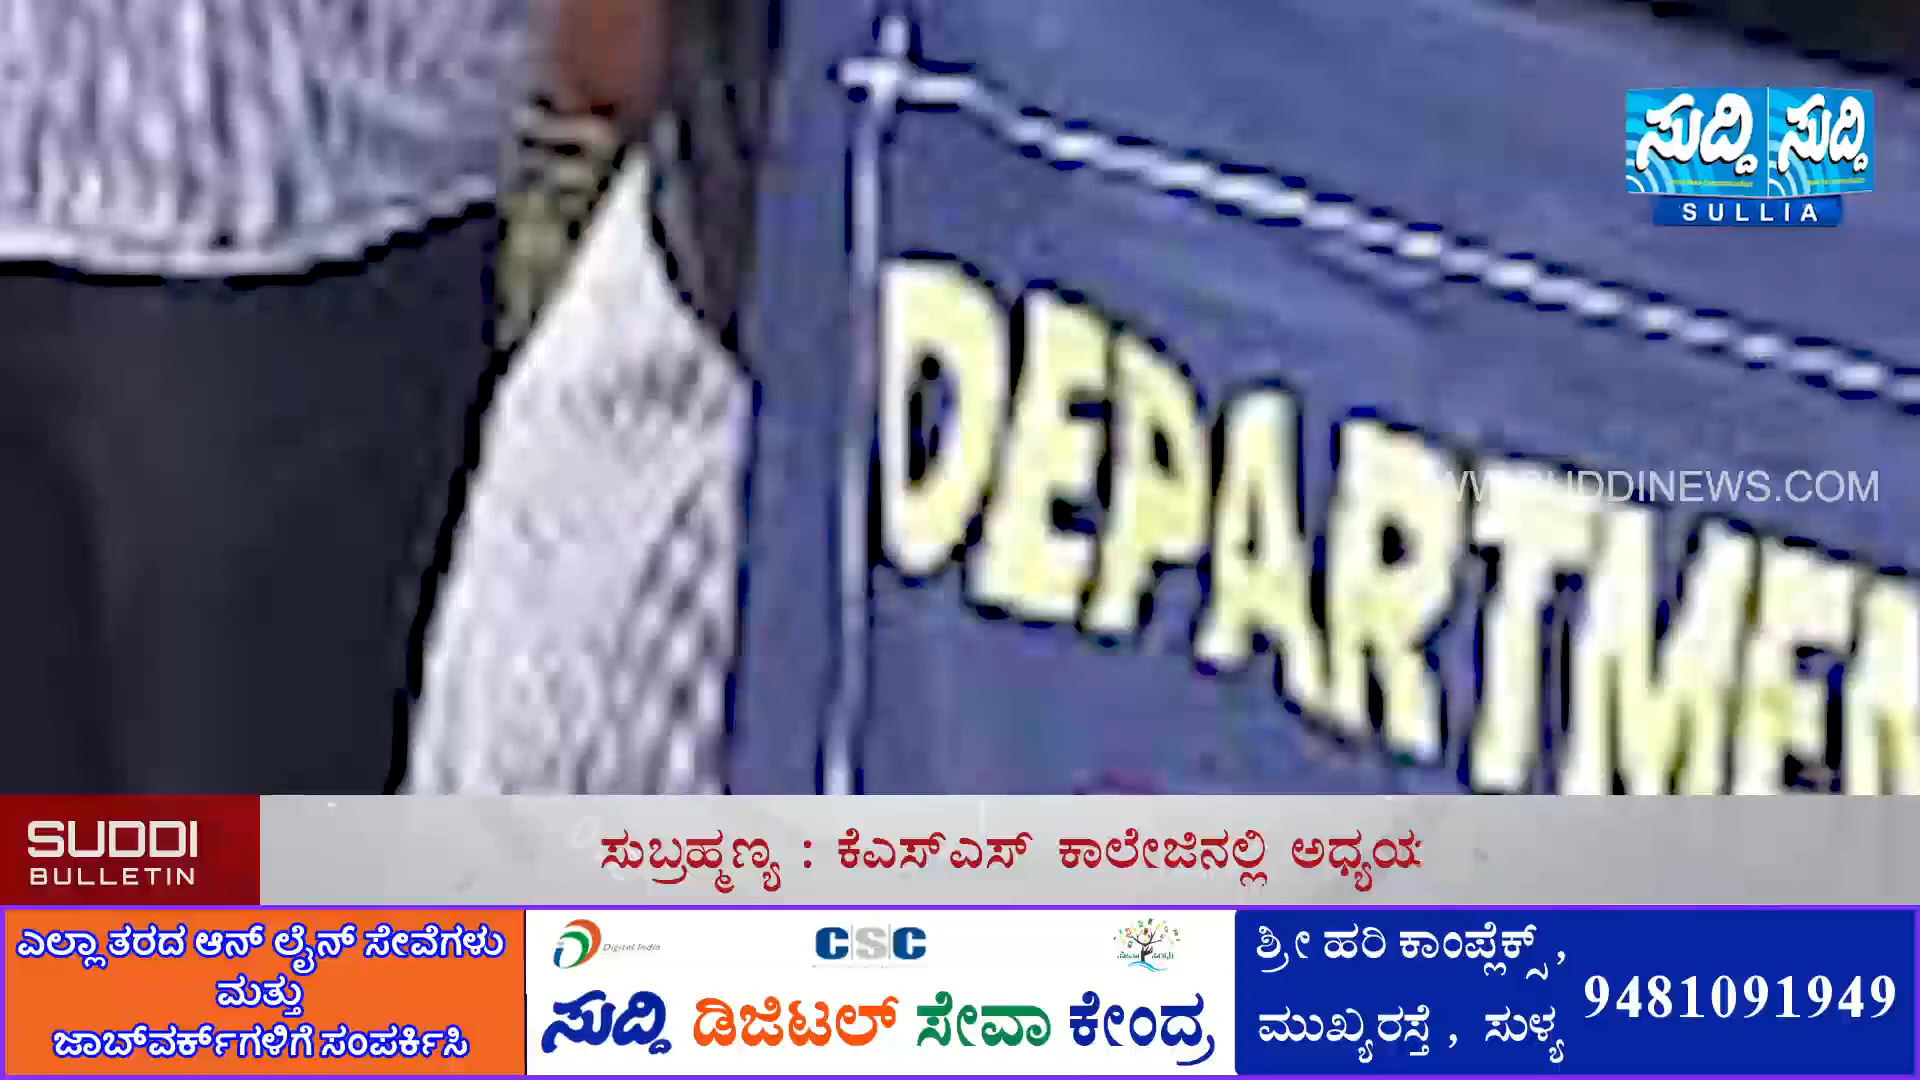 ಸುದ್ದಿ ಸುದ್ದಿ
SULLIA
DEPARTMEN
WWW.SUDDINEWS.COM
SUDDI
BULLETIN
ಸುಬ್ರಹ್ಮಣ್ಯ : ಕೆಎಸ್‌ಎಸ್ ಕಾಲೇಜಿನಲ್ಲಿ ಅಧ್ಯಯ
ಎಲ್ಲಾ ತರದ ಆನ್ ಲೈನ್ ಸೇವೆಗಳು
ಮತ್ತು
ಜಾಬ್‌ವರ್ಕ್‌ಗಳಿಗೆ ಸಂಪರ್ಕಿಸಿ
Digital India
CSC
ಸುದ್ದಿ ಡಿಜಿಟಲ್ ಸೇವಾ ಕೇಂದ್ರ
ಶ್ರೀ ಹರಿ ಕಾಂಪ್ಲೆಕ್ಸ್ ,
ಮುಖ್ಯರಸ್ತೆ , ಸುಳ್ಯ
9481091949